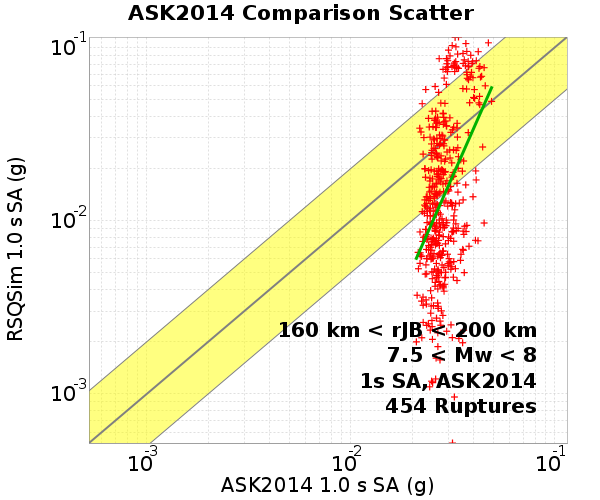 ASK2014 Comparison Scatter
10-1
10-2
10-3
RSQSim 1.0 s SA (g)
160 km < rJB < 200 km
7.5 < Mw < 8
1s SA, ASK2014
454 Ruptures
10-3 10-2 10-1
ASK2014 1.0 s SA (g)